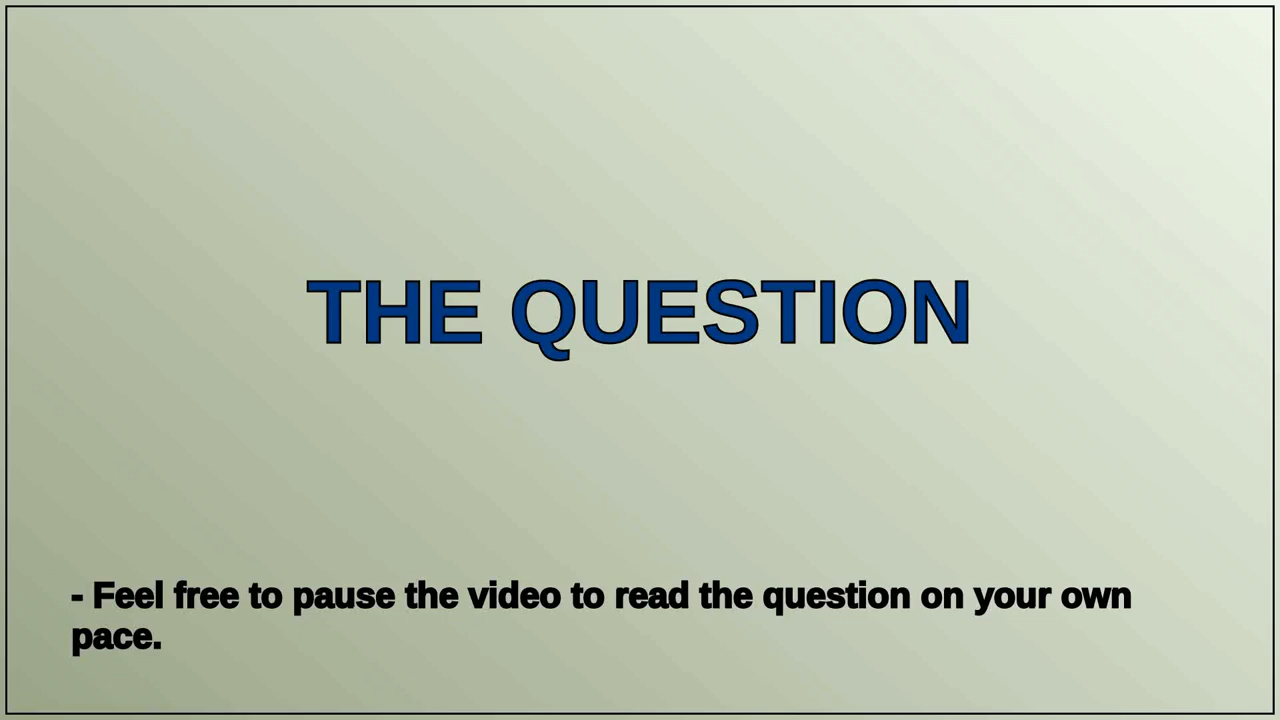 THE QUESTION
- Feel free to pause the video to read the question on your own
pace.